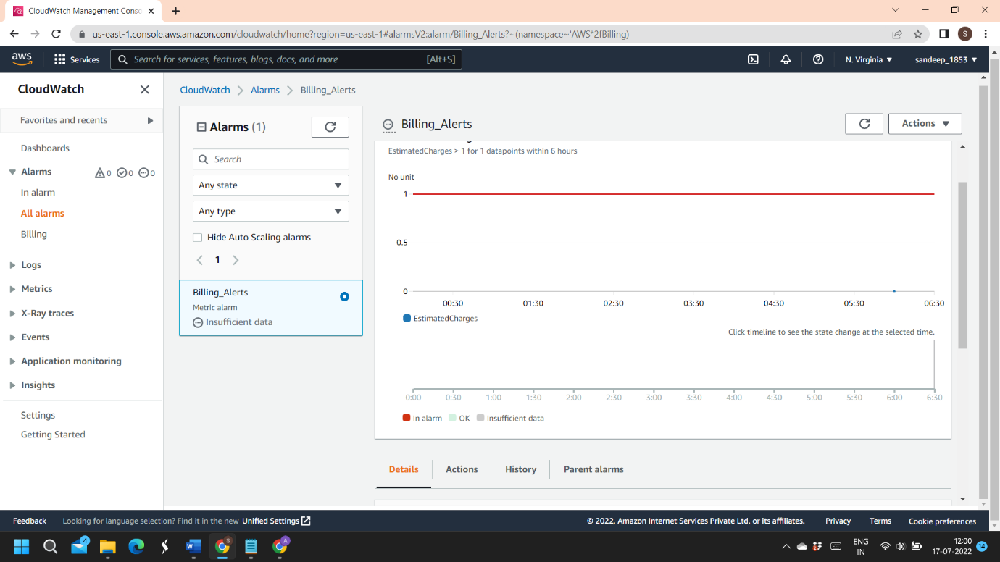 CloudWatch Management Consc
us-east-1.console.aws.amazon.com/cloudwatch/home?region=us-east-1#alarmsV2:alarm/Billing_Alerts?~(namespace~'AWS*2fBilling)
S
aws
Services
Search for services, features, blogs, docs, and more
[Alt+S]
N. Virginia
sandeep_1853
CloudWatch
Favorites and recents
Dashboards
Alarms
0
0
0
In alarm
All alarms
Billing
Logs
Metrics
X-Ray traces
Events
Application monitoring
Insights
Settings
Getting Started
CloudWatch
Alarms
Billing_Alerts
Alarms (1)
Search
Any state
Any type
Hide Auto Scaling alarms
1
Billing_Alerts
Metric alarm
Insufficient data
Billing_Alerts
Actions
EstimatedCharges > 1 for 1 datapoints within 6 hours
No unit
1
0.5
0
00:30 01:30 02:30 03:30 04:30 05:30 06:30
EstimatedCharges
Click timeline to see the state change at the selected time.
0:00 0:30 1:00 1:30 2:00 2:30 3:00 3:30 4:00 4:30 5:00 5:30 6:00 6:30
In alarm OK Insufficient data
Details
Actions
History
Parent alarms
Feedback
Looking for language selection? Find it in the new Unified Settings
© 2022, Amazon Internet Services Private Ltd. or its affiliates.
Privacy
Terms
Cookie preferences
4
W
S
A
ENG
IN
12:00
17-07-2022
14